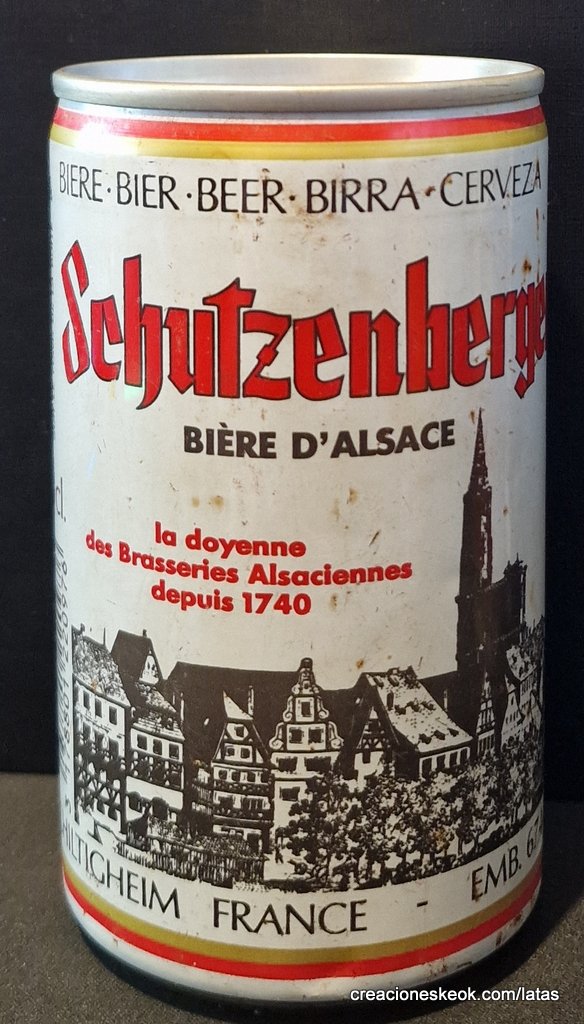 BIERE·BIER·BEER·BIRRA·CERVEZA
Schutzenberge
BIÈRE D'ALSACE
cl.
la doyenne
des Brasseries Alsaciennes
depuis 1740
ILTIGHEIM FRANCE - EMB. 67
creacioneskeok.com/latas